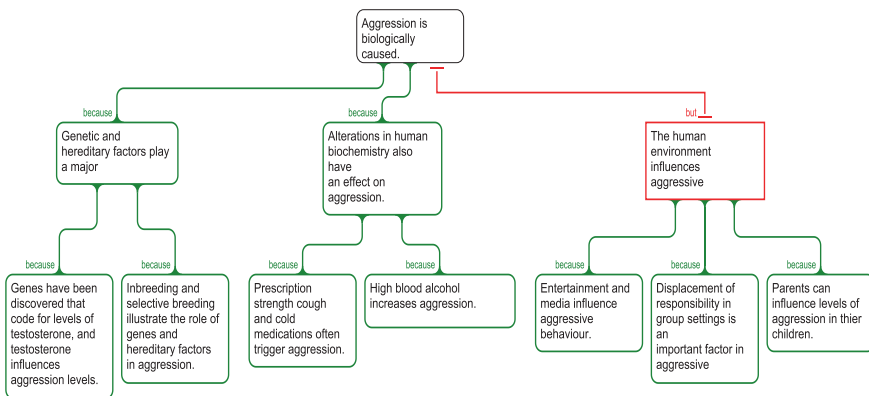 Aggression is
biologically
caused.
because
because
but
Genetic and
hereditary factors play
a major
Alterations in human
biochemistry also
have
an effect on
aggression.
The human
environment
influences
aggressive
because
because
because
because
because
because
because
Genes have been
discovered that
code for levels of
testosterone, and
testosterone
influences
aggression levels.
Inbreeding and
selective breeding
illustrate the role of
genes and
hereditary factors
in aggression.
Prescription
strength cough
and cold
medications often
trigger aggression.
High blood alcohol
increases aggression.
Entertainment and
media influence
aggressive
behaviour.
Displacement of
responsibility in
group settings is
an
important factor in
aggressive
Parents can
influence levels of
aggression in thier
children.